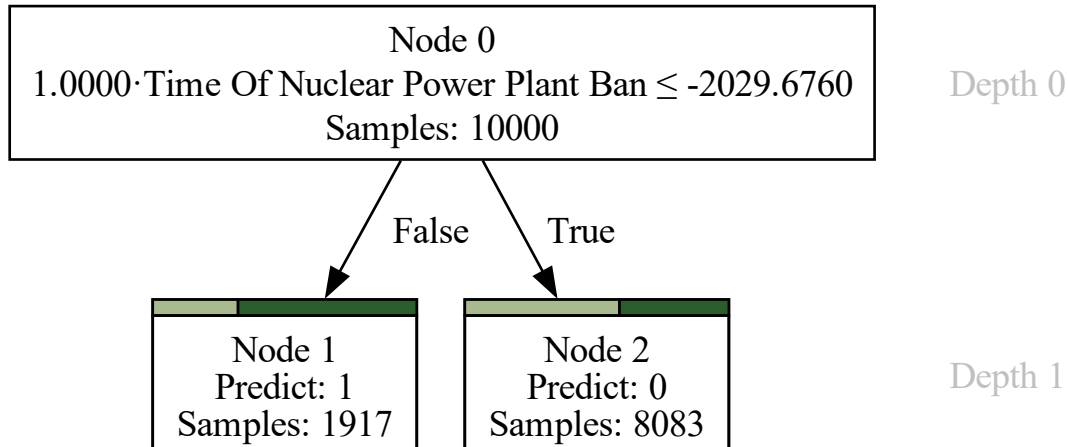 Node 0
1.0000·Time Of Nuclear Power Plant Ban ≤ -2029.6760
Samples: 10000
Depth 0
False
True
Node 1
Predict: 1
Samples: 1917
Node 2
Predict: 0
Samples: 8083
Depth 1